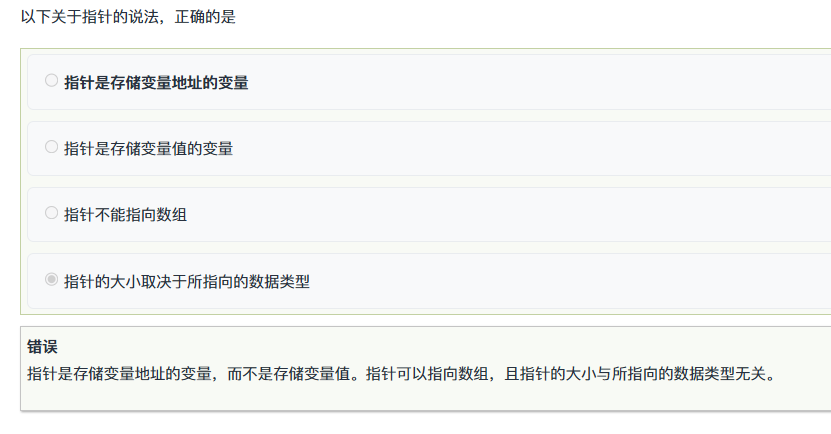 以下关于指针的说法，正确的是
指针是存储变量地址的变量
指针是存储变量值的变量
指针不能指向数组
指针的大小取决于所指向的数据类型
错误
指针是存储变量地址的变量，而不是存储变量值。指针可以指向数组，且指针的大小与所指向的数据类型无关。